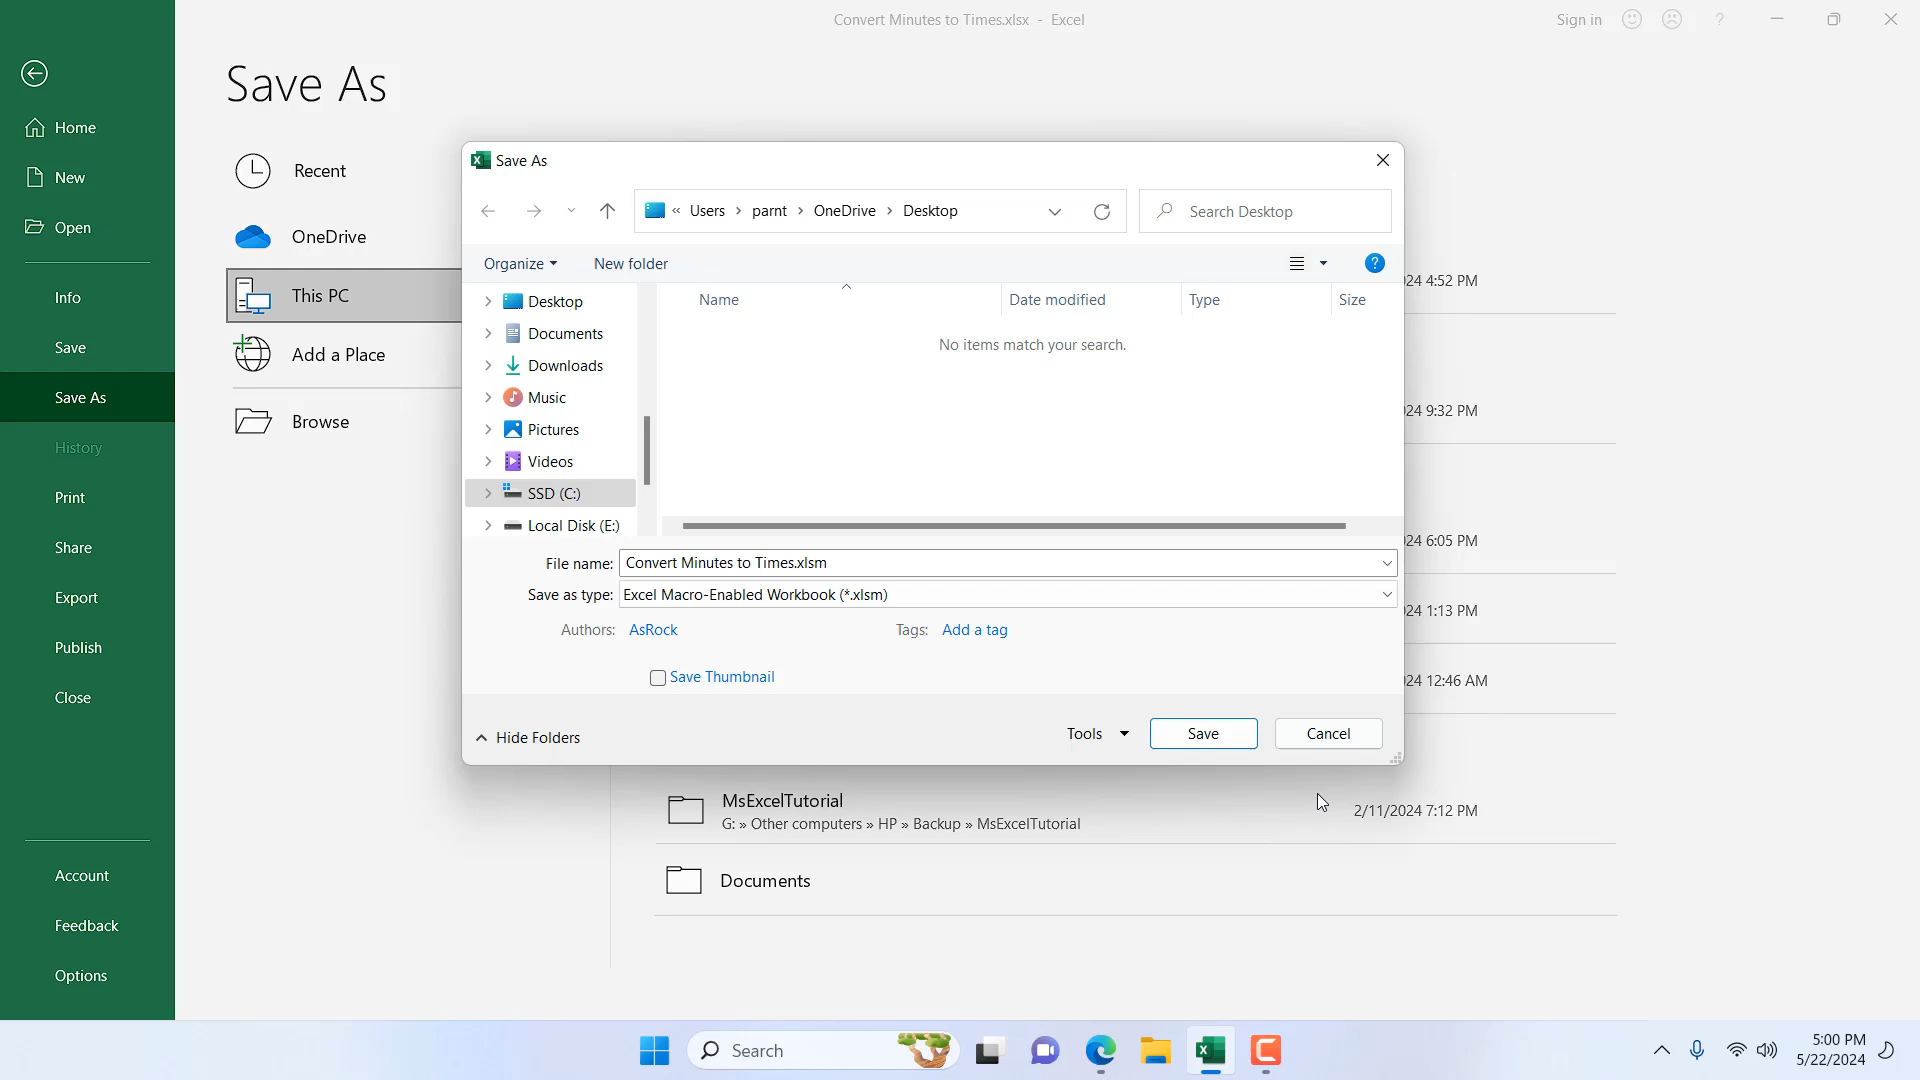 Convert Minutes to Times.xlsx - Excel
Sign in
?
Save As
Home
New
Open
Info
Save
Save As
History
Print
Share
Export
Publish
Close
Account
Feedback
Options
Recent
OneDrive
This PC
Add a Place
Browse
Save As
« Users › parnt › OneDrive › Desktop
Search Desktop
Organize
New folder
?
Desktop
Documents
Downloads
Music
Pictures
Videos
SSD (C:)
Local Disk (E:)
Name
Date modified
Type
Size
No items match your search.
File name: Convert Minutes to Times.xlsm
Save as type: Excel Macro-Enabled Workbook (*.xlsm)
Authors: AsRock
Tags: Add a tag
Save Thumbnail
Hide Folders
Tools
Save
Cancel
24 4:52 PM
24 9:32 PM
24 6:05 PM
24 1:13 PM
24 12:46 AM
MsExcelTutorial
G: » Other computers » HP » Backup » MsExcelTutorial
2/11/2024 7:12 PM
Documents
Search
5:00 PM
5/22/2024